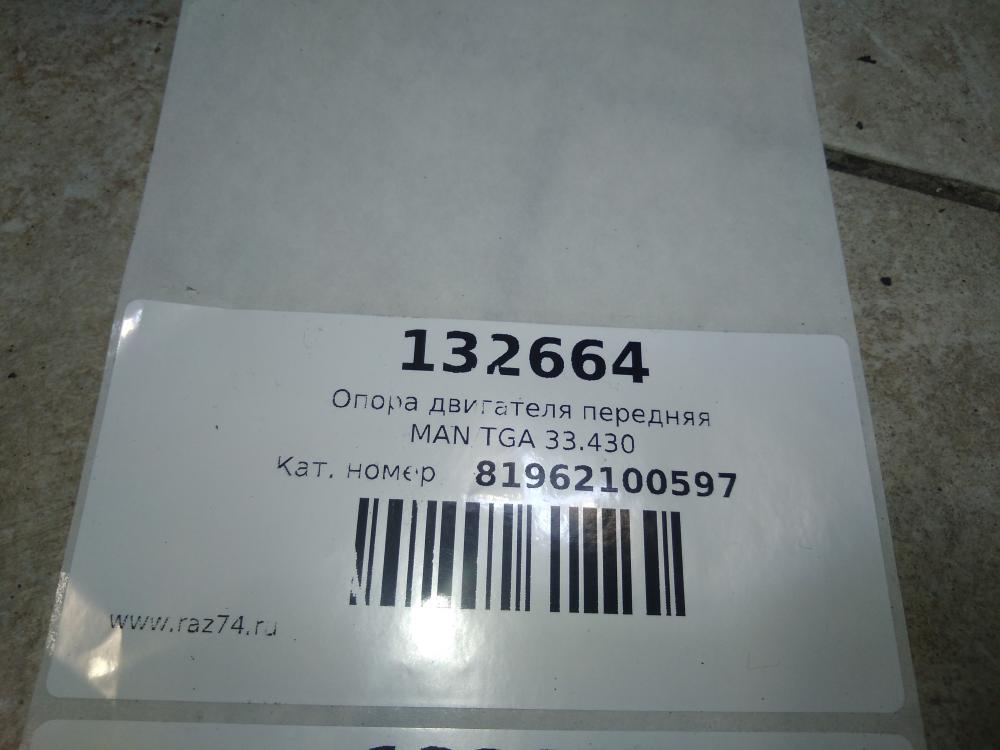 132664
Опора двигателя передняя
MAN TGA 33.430
Кат. номер 81962100597
www.raz74.ru